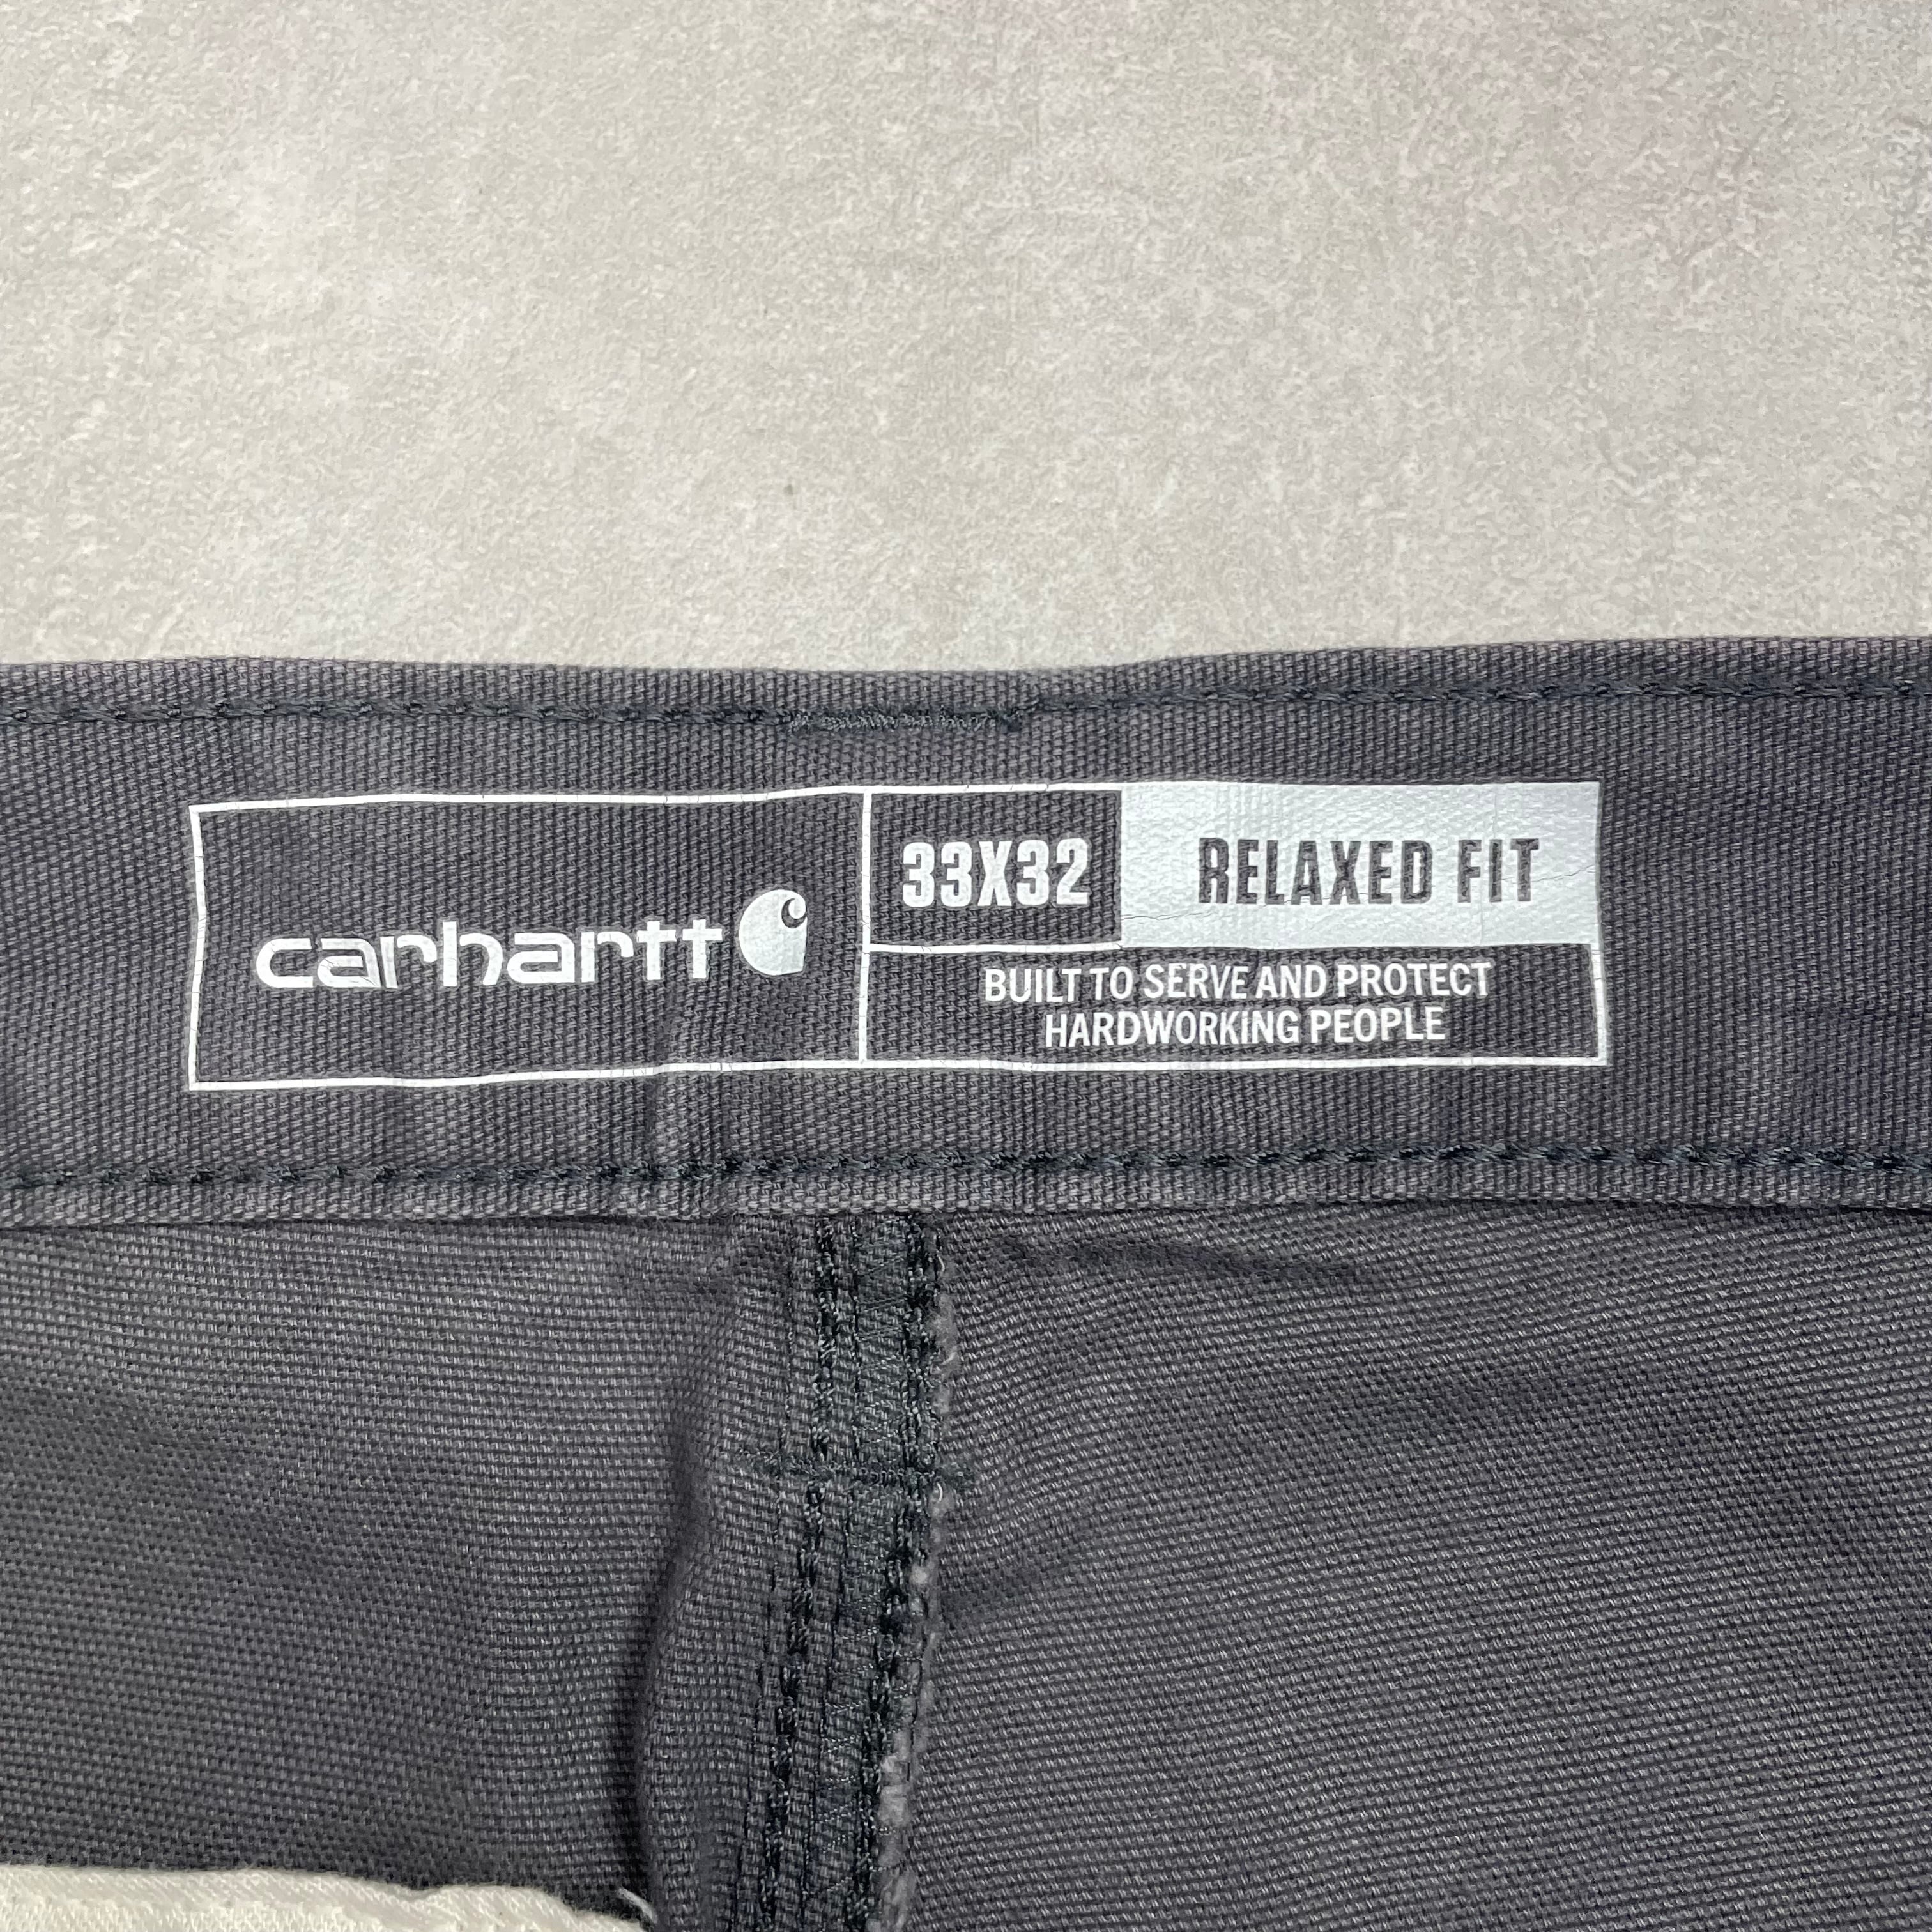 carhartt
33X32
RELAXED FIT
BUILT TO SERVE AND PROTECT
HARDWORKING PEOPLE